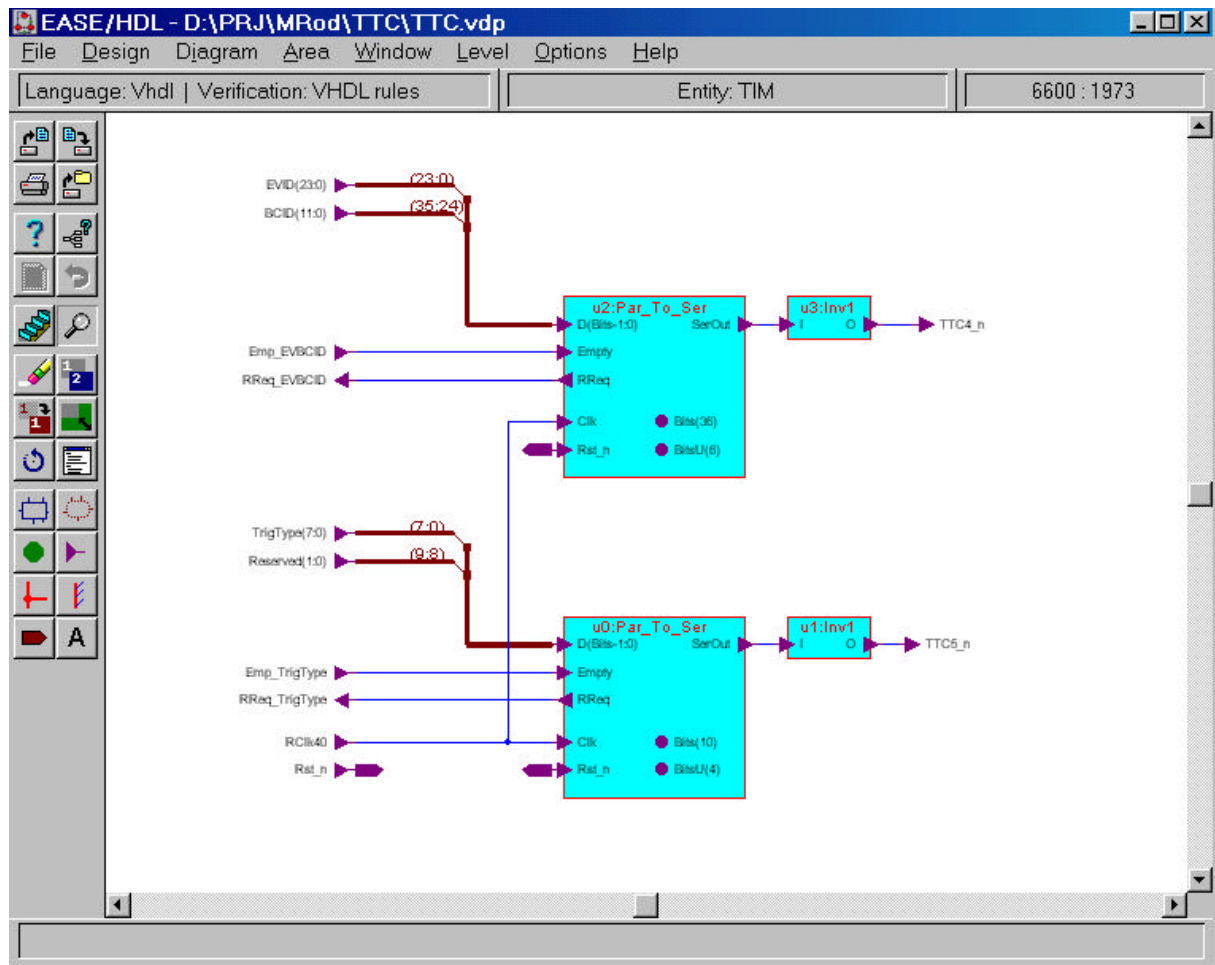 EASE/HDL - D:\PRJ\MRod\TTC\TTC.vdp
File Design Diagram Area Window Level Options Help
Language: Vhdl | Verification: VHDL rules
Entity: TIM
6600 : 1973
EVID(23:0)
(23:0)
BCID(11:0)
(35:24)
u2:Par_To_Ser
D(Bits-1:0) SerOut
Empty
RReq
Clk Bits(36)
Rst_n BitsU(6)
u3:Inv1
I O
TTC4_n
Emp_EVBCID
RReq_EVBCID
TrigType(7:0)
(7:0)
Reserved(1:0)
(9:8)
u0:Par_To_Ser
D(Bits-1:0) SerOut
Empty
RReq
Clk Bits(10)
Rst_n BitsU(4)
u1:Inv1
I O
TTC5_n
Emp_TrigType
RReq_TrigType
RClk40
Rst_n
?
?
1
2
1
1
A